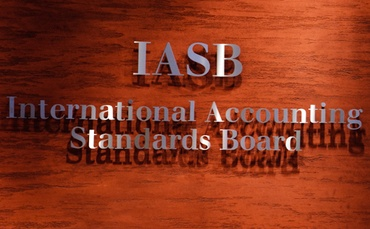 IASB
International Accounting
Standards Board